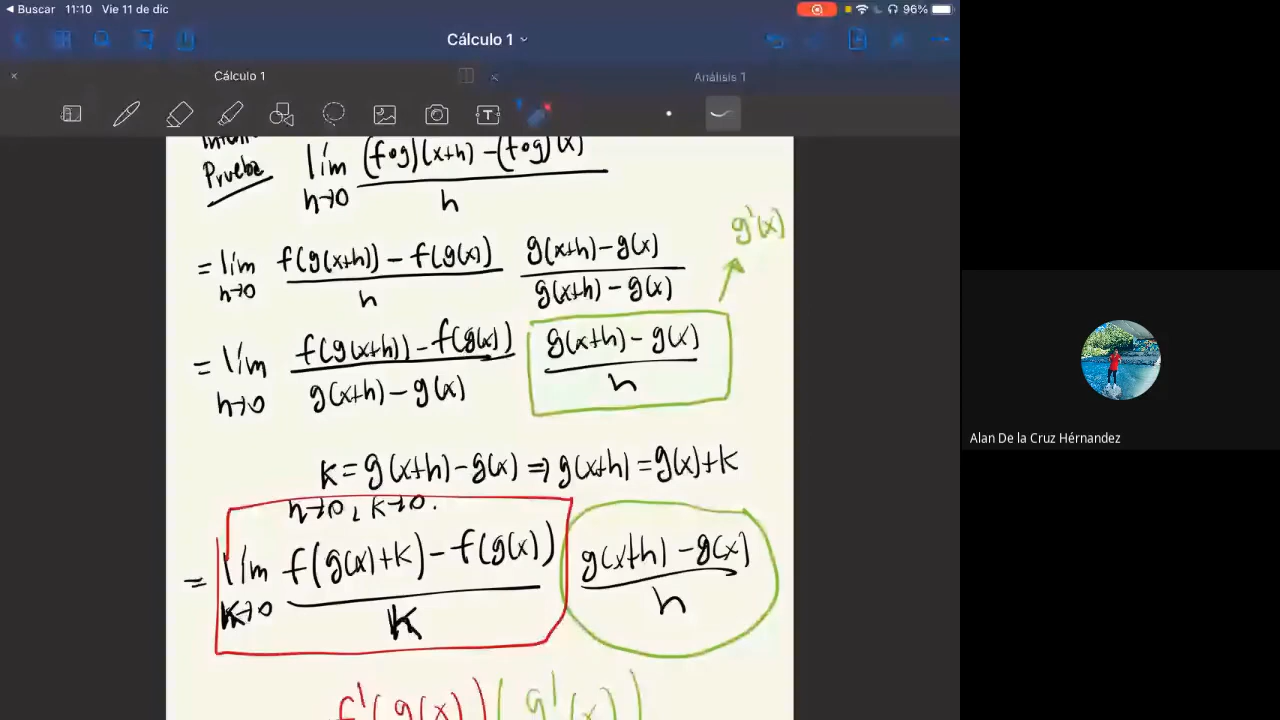 Buscar 11:10 Vie 11 de dic 96%
Cálculo 1
Cálculo 1 Análisis 1
T
Prueba lím (f∘g)(x+h) - (f∘g)(x)
h→0 h
g'(x)
= lím f(g(x+h)) - f(g(x)) g(x+h) - g(x)
h→0 h g(x+h) - g(x)
= lím f(g(x+h)) - f(g(x)) g(x+h) - g(x)
h→0 g(x+h) - g(x) h
K = g(x+h) - g(x) ⇒ g(x+h) = g(x)+K
h→0, K→0.
= lím f(g(x)+K) - f(g(x)) g(x+h) - g(x)
K→0 K h
f'(g(x)) (g'(x))
Alan De la Cruz Hérnandez